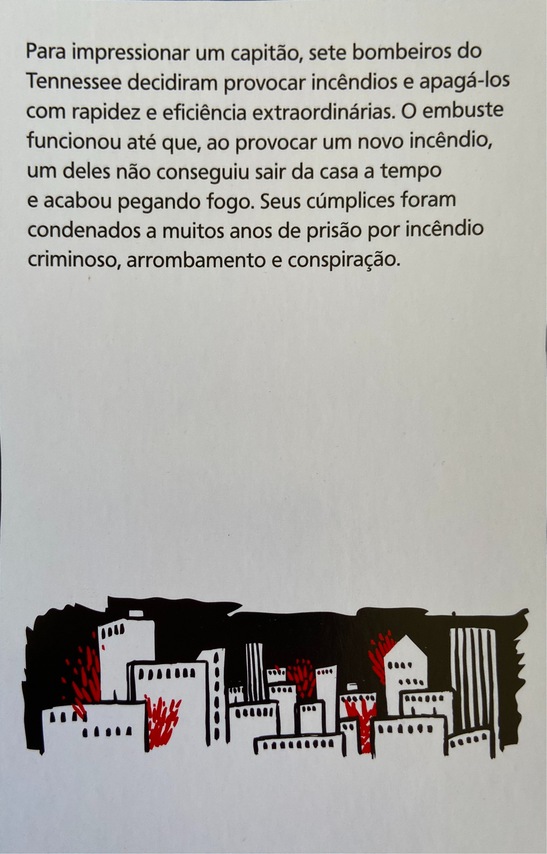 Para impressionar um capitão, sete bombeiros do
Tennessee decidiram provocar incêndios e apagá-los
com rapidez e eficiência extraordinárias. O embuste
funcionou até que, ao provocar um novo incêndio,
um deles não conseguiu sair da casa a tempo
e acabou pegando fogo. Seus cúmplices foram
condenados a muitos anos de prisão por incêndio
criminoso, arrombamento e conspiração.